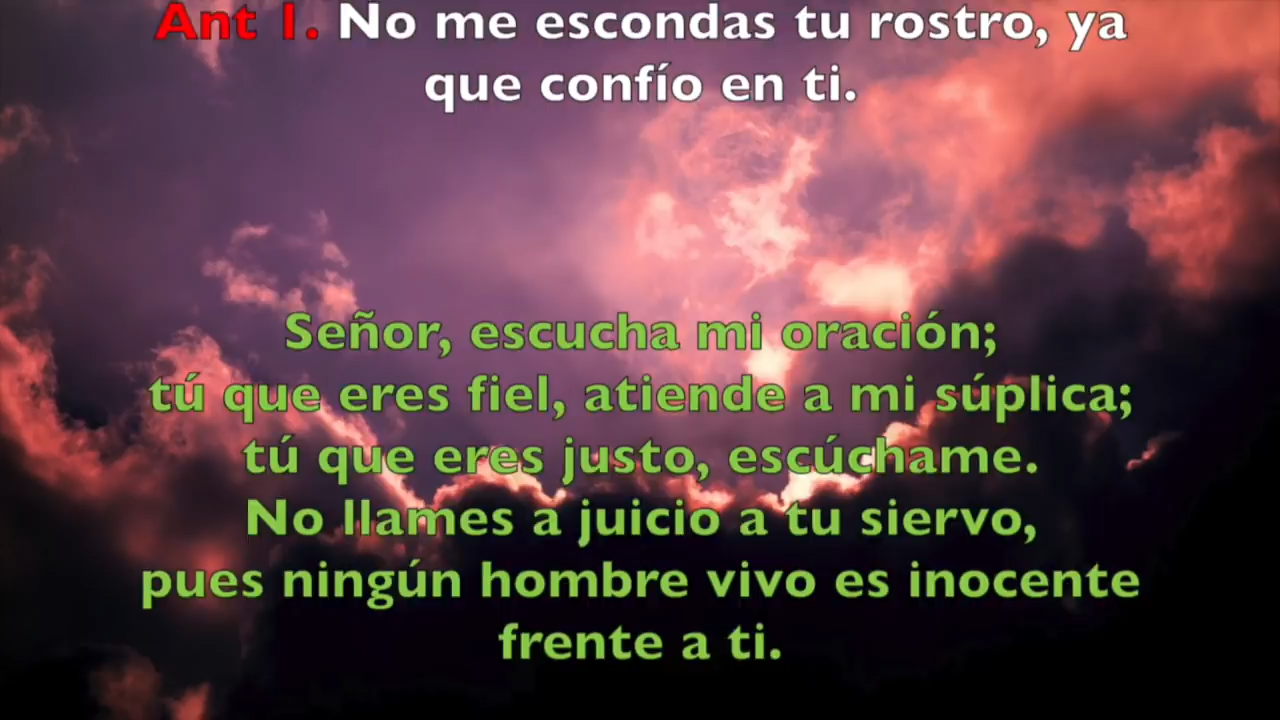 Ant 1. No me escondas tu rostro, ya
que confío en ti.
Señor, escucha mi oración;
tú que eres fiel, atiende a mi súplica;
tú que eres justo, escúchame.
No llames a juicio a tu siervo,
pues ningún hombre vivo es inocente
frente a ti.